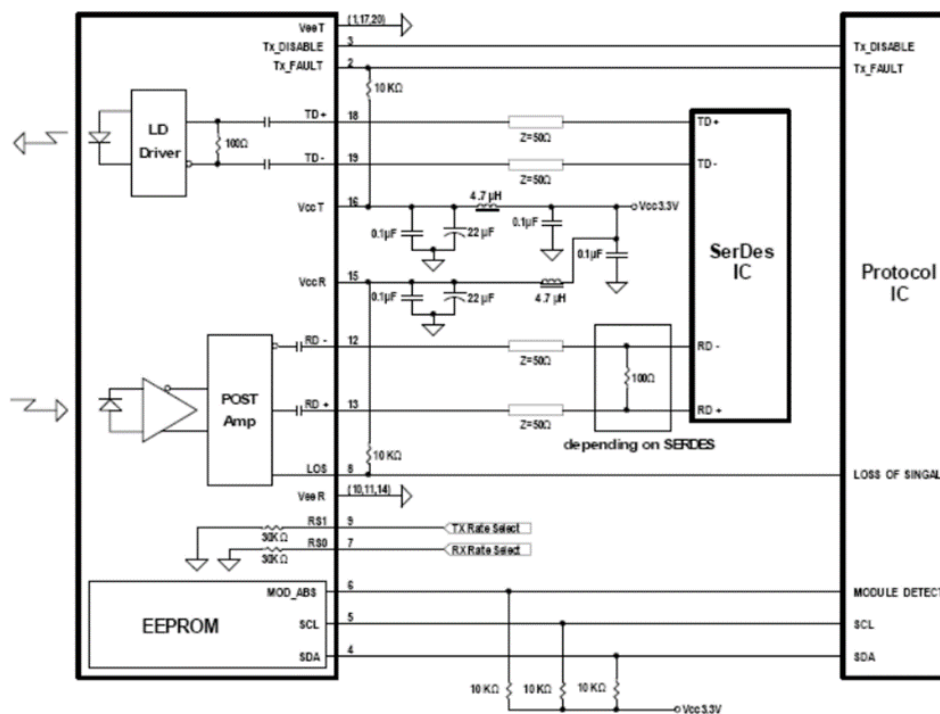 VeeT (1,17,20)
Tx_DISABLE 3 Tx_DISABLE
Tx_FAULT 2 Tx_FAULT
10 KΩ
LD Driver
100Ω
TD+ 18 Z=50Ω TD+
TD- 19 Z=50Ω TD-
4.7 µH
VccT 16 Vcc3.3V
0.1µF 22 µF 0.1µF 0.1µF
SerDes IC
Protocol IC
VccR 15
0.1µF 22 µF 4.7 µH
RD - 12 Z=50Ω RD -
100Ω
POST Amp
RD + 13 Z=50Ω RD +
depending on SERDES
10 KΩ
LOS 8 LOSS OF SINGAL
VeeR (10,11,14)
RS1 9 TX Rate Select
30KΩ
RS0 7 RX Rate Select
30KΩ
EEPROM
MOD_ABS 6 MODULE DETECT
SCL 5 SCL
SDA 4 SDA
10 KΩ 10 KΩ 10 KΩ
Vcc3.3V